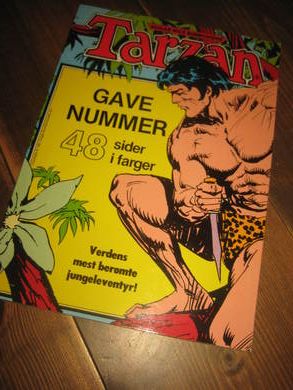 Tarzan
GAVE
NUMMER
48 sider
i farger
Verdens
mest berømte
jungeleventyr!